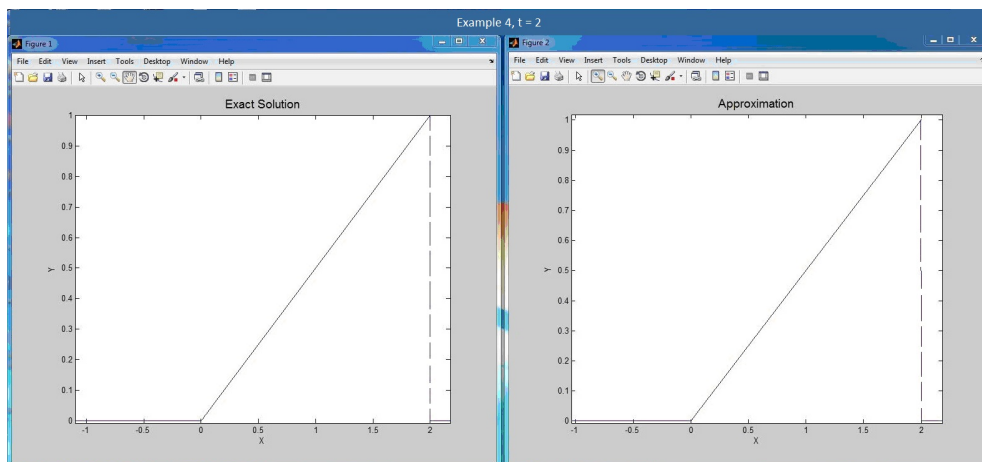 Example 4, t = 2
Figure 1
File Edit View Insert Tools Desktop Window Help
Exact Solution
1
0.9
0.8
0.7
0.6
0.5
0.4
0.3
0.2
0.1
0
Y
-1 -0.5 0 0.5 1 1.5 2
X
Figure 2
File Edit View Insert Tools Desktop Window Help
Approximation
1
0.9
0.8
0.7
0.6
0.5
0.4
0.3
0.2
0.1
0
Y
-1 -0.5 0 0.5 1 1.5 2
X